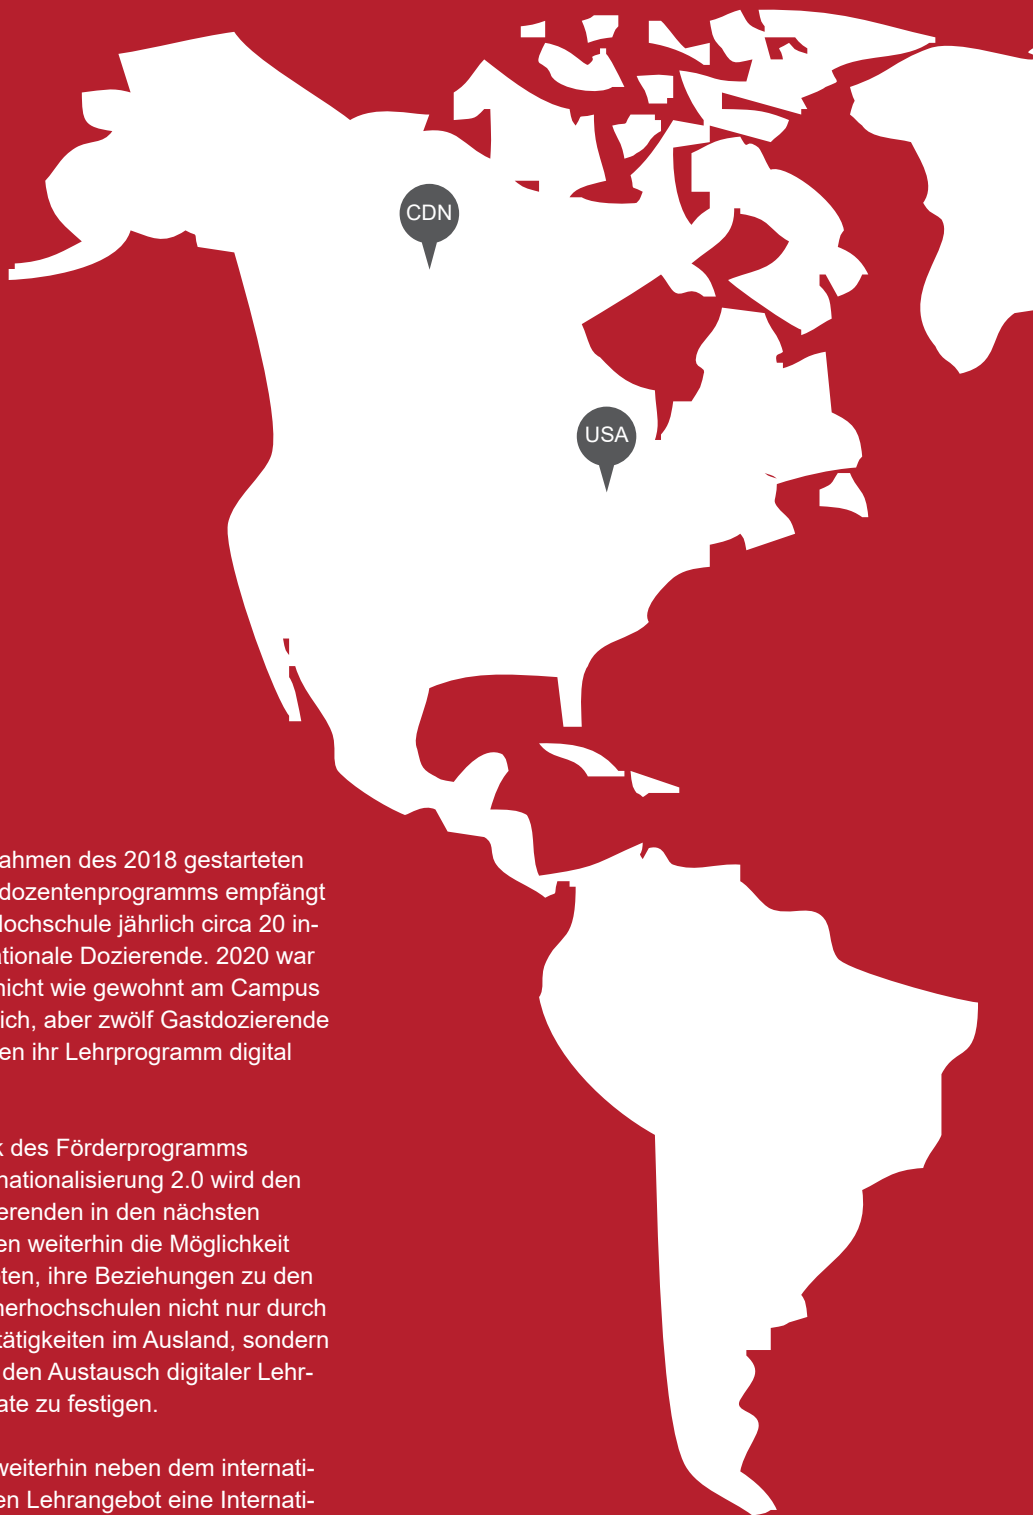 CDN
USA
ahmen des 2018 gestarteten
dozentenprogramms empfängt
Hochschule jährlich circa 20 in-
ationale Dozierende. 2020 war
nicht wie gewohnt am Campus
lich, aber zwölf Gastdozierende
en ihr Lehrprogramm digital
k des Förderprogramms
nationalisierung 2.0 wird den
erenden in den nächsten
en weiterhin die Möglichkeit
ten, ihre Beziehungen zu den
nerhochschulen nicht nur durch
tätigkeiten im Ausland, sondern
den Austausch digitaler Lehr-
ate zu festigen.
weiterhin neben dem internati-
en Lehrangebot eine Internati-